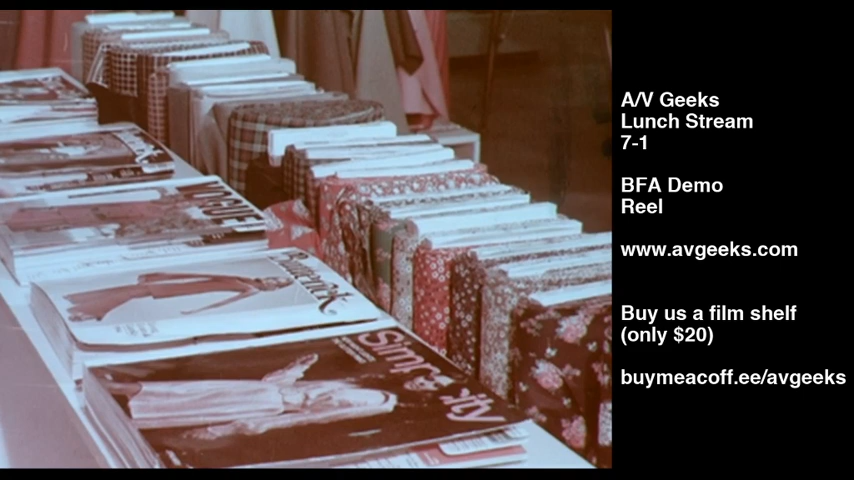 VOGUE
Butterick
Simplicity
A/V Geeks
Lunch Stream
7-1
BFA Demo
Reel
www.avgeeks.com
Buy us a film shelf
(only $20)
buymeacoff.ee/avgeeks